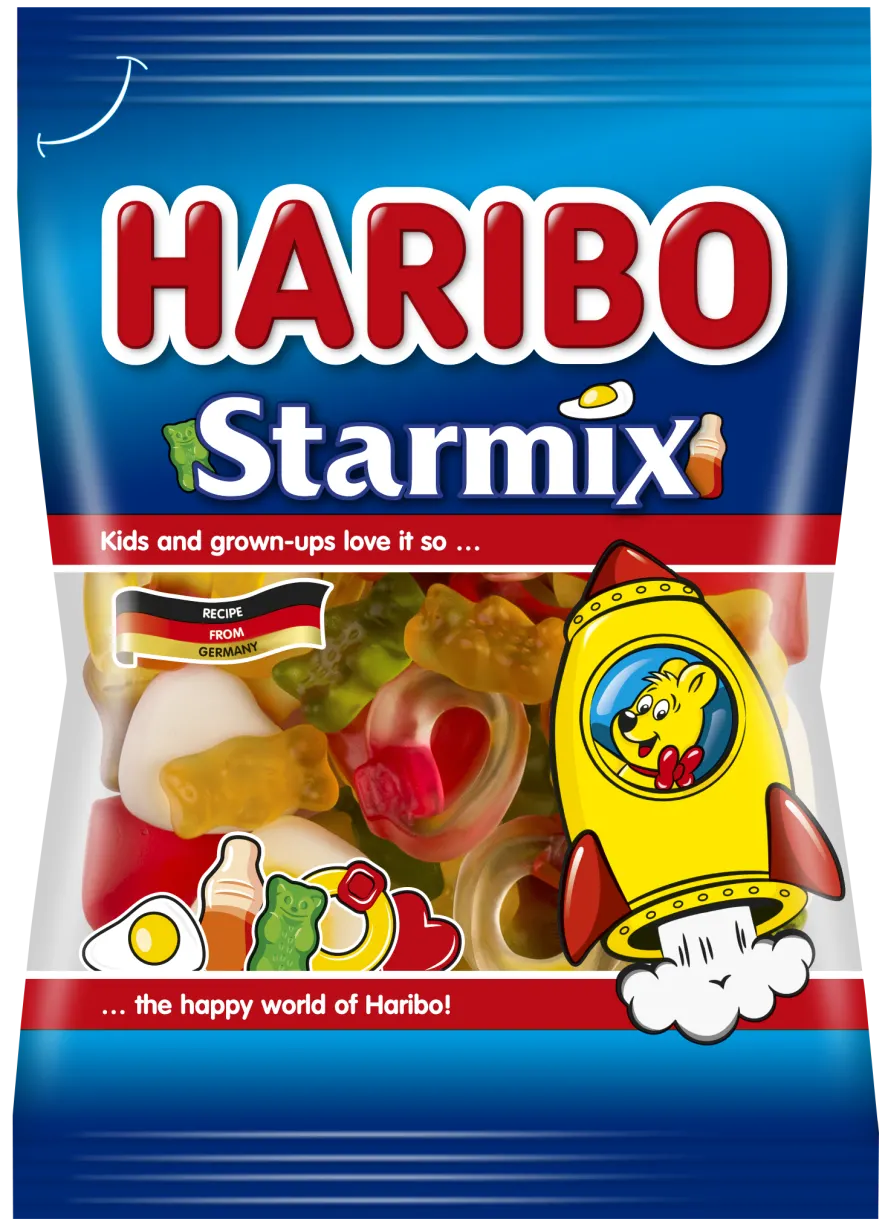 HARIBO
Starmix
Kids and grown-ups love it so ...
RECIPE
FROM
GERMANY
... the happy world of Haribo!